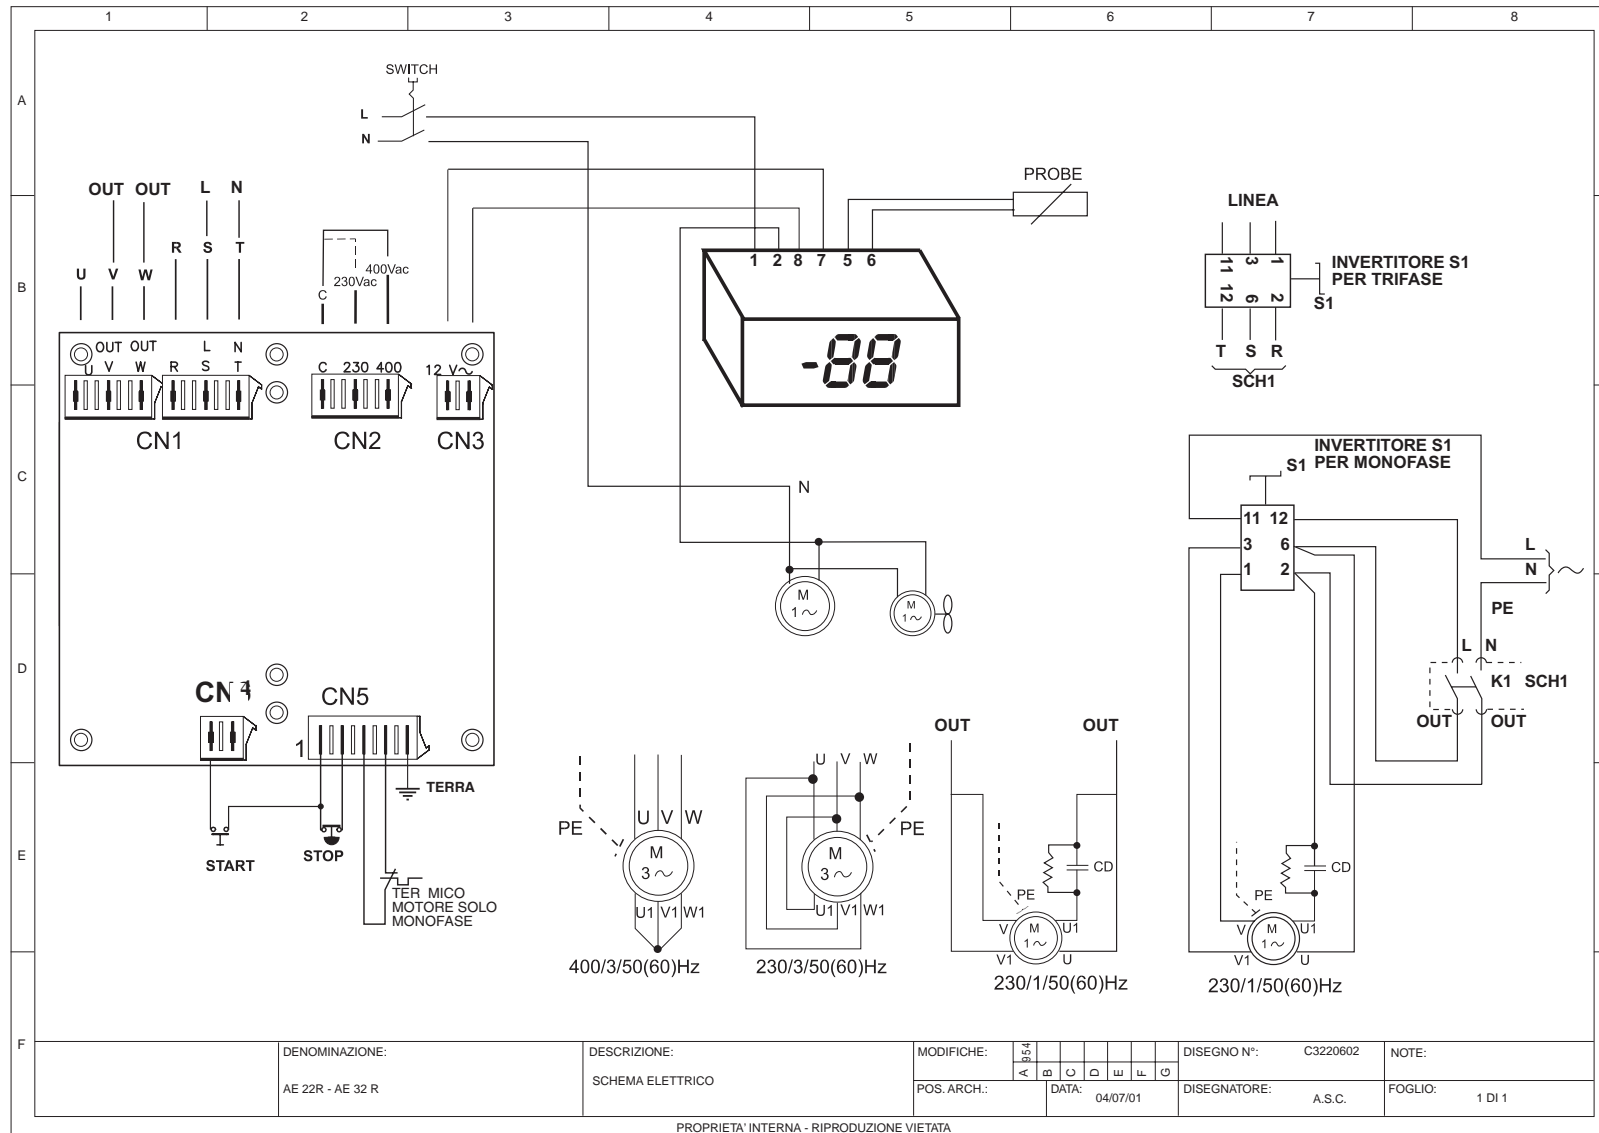 1 2 3 4 5 6 7 8
A
B
C
D
E
F
SWITCH
L
N
OUT OUT L N
R S T
U V W
400Vac
230Vac
C
OUT OUT L N
U V W R S T
C 230 400
12 V~
CN1
CN2
CN3
CN 4
CN5
1
TERRA
START
STOP
TER MICO
MOTORE SOLO
MONOFASE
PROBE
1 2 8 7 5 6
-88
N
M
1~
M
1~
LINEA
11 3 1
12 6 2
INVERTITORE S1
PER TRIFASE
S1
T S R
SCH1
INVERTITORE S1
PER MONOFASE
S1
11 12
3 6
1 2
L
N
PE
L N
K1 SCH1
OUT OUT
PE
U V W
M
3~
U1 V1 W1
400/3/50(60)Hz
U V W
PE
M
3~
U1 V1 W1
230/3/50(60)Hz
OUT OUT
CD
PE
V U1
M
1~
V1 U
230/1/50(60)Hz
CD
PE
V U1
M
1~
V1 U
230/1/50(60)Hz
DENOMINAZIONE:
AE 22R - AE 32 R
DESCRIZIONE:
SCHEMA ELETTRICO
MODIFICHE:
954
A B C D E F G
POS. ARCH.:
DATA: 04/07/01
DISEGNO N°: C3220602
DISEGNATORE: A.S.C.
NOTE:
FOGLIO: 1 DI 1
PROPRIETA' INTERNA - RIPRODUZIONE VIETATA